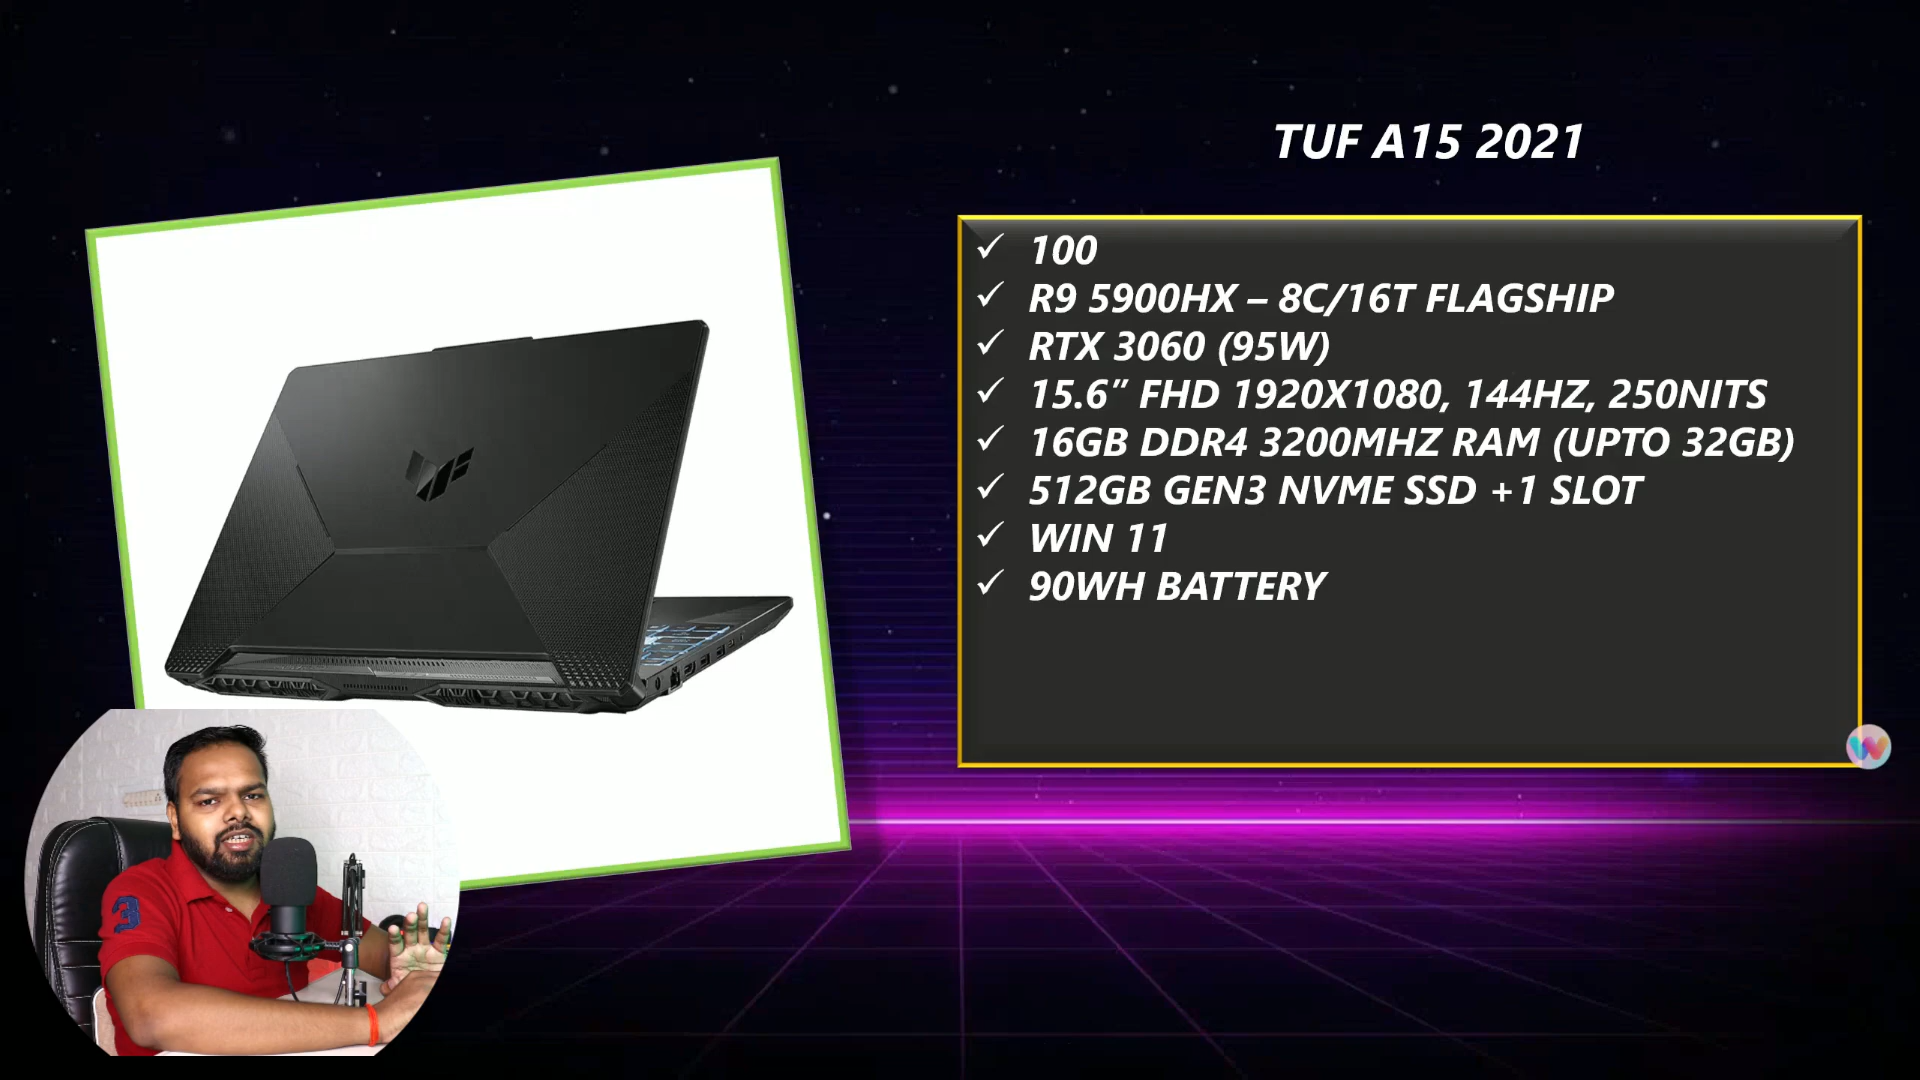 TUF A15 2021
✓ 100
✓ R9 5900HX – 8C/16T FLAGSHIP
✓ RTX 3060 (95W)
✓ 15.6” FHD 1920X1080, 144HZ, 250NITS
✓ 16GB DDR4 3200MHZ RAM (UPTO 32GB)
✓ 512GB GEN3 NVME SSD +1 SLOT
✓ WIN 11
✓ 90WH BATTERY
3
W